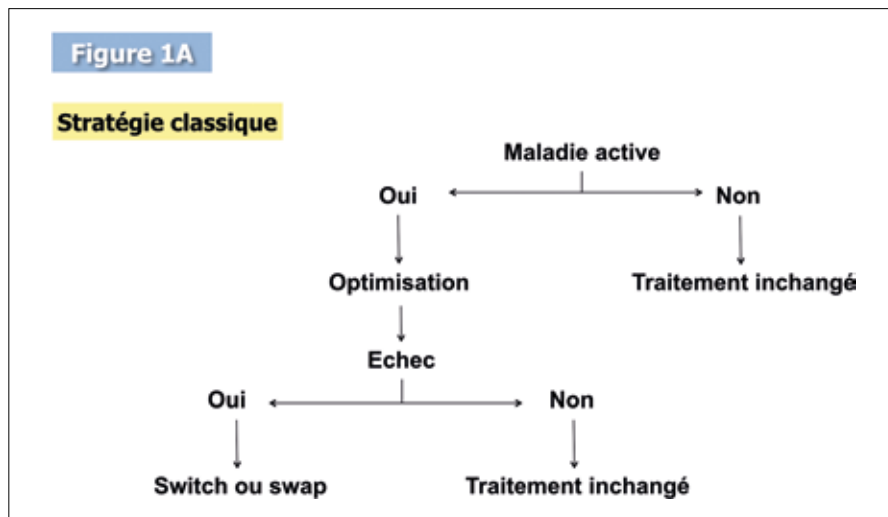 Figure 1A
Stratégie classique
Maladie active
Oui
Non
Optimisation
Traitement inchangé
Echec
Oui
Non
Switch ou swap
Traitement inchangé